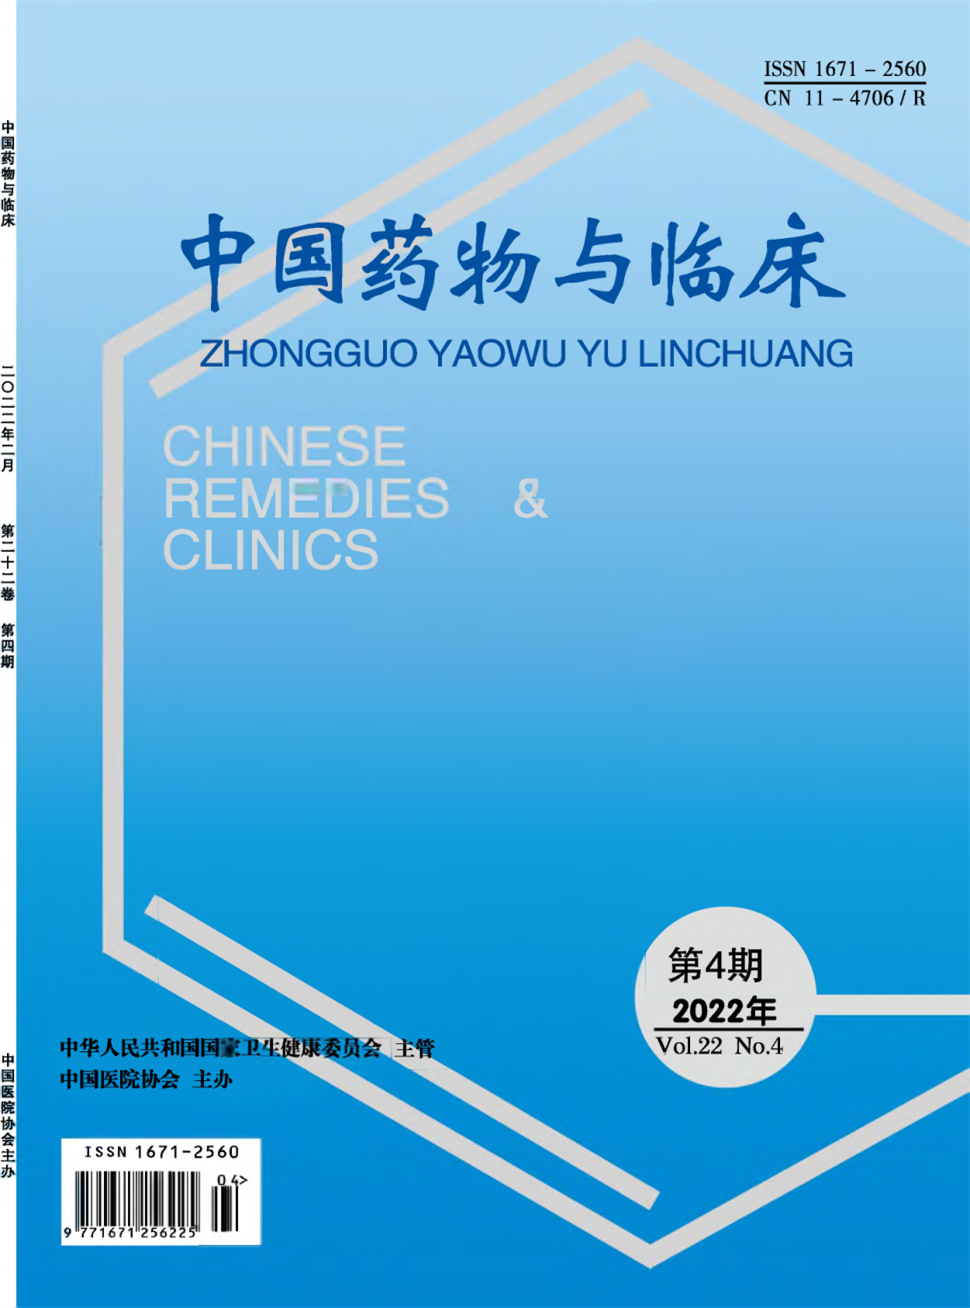 ISSN 1671 - 2560
CN 11 - 4706 / R
中国药物与临床
ZHONGGUO YAOWU YU LINCHUANG
CHINESE
REMEDIES &
CLINICS
第4期
2022年
Vol.22 No.4
中华人民共和国国家卫生健康委员会 主管
中国医院协会 主办
ISSN 1671-2560
04>
9 771671 256225
中国药物与临床
二〇二二年二月
第二十二卷
第四期
中国医院协会主办